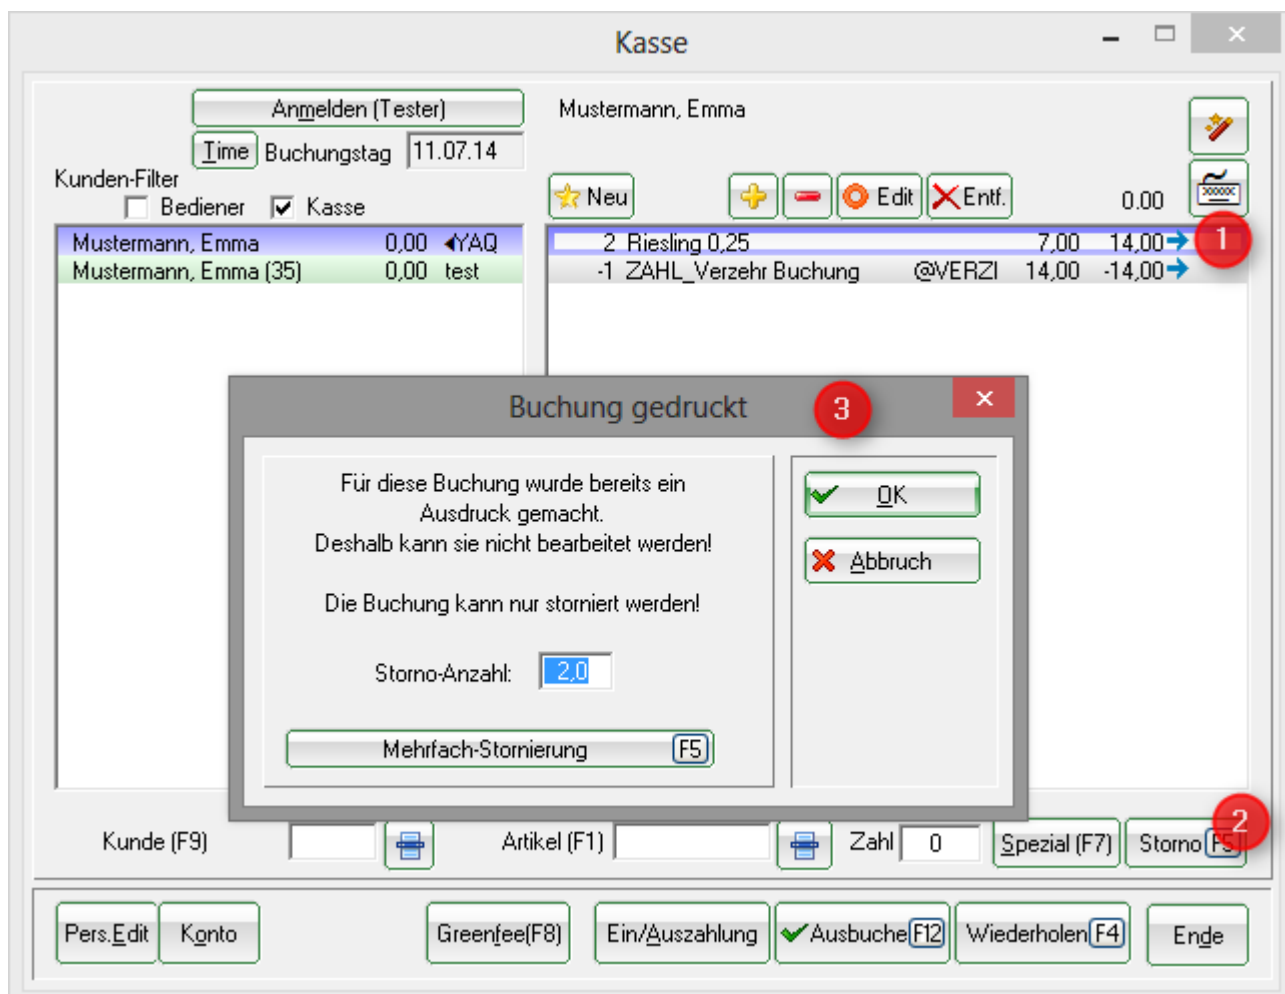 Kasse
Anmelden (Tester)
Mustermann, Emma
Time Buchungstag 11.07.14
Kunden-Filter
Bediener Kasse
Neu Edit Entf. 0.00
Mustermann, Emma 0,00 YAQ
Mustermann, Emma (35) 0,00 test
2 Riesling 0,25 7,00 14,00
1
-1 ZAHL_Verzehr Buchung @VERZI 14,00 -14,00
Buchung gedruckt 3
Für diese Buchung wurde bereits ein
Ausdruck gemacht.
Deshalb kann sie nicht bearbeitet werden!
Die Buchung kann nur storniert werden!
Storno-Anzahl: 2,0
Mehrfach-Stornierung F5
OK
Abbruch
2
Kunde (F9) Artikel (F1) Zahl 0 Spezial (F7) Storno F5
Pers.Edit Konto Greenfee(F8) Ein/Auszahlung Ausbuche F12 Wiederholen F4 Ende